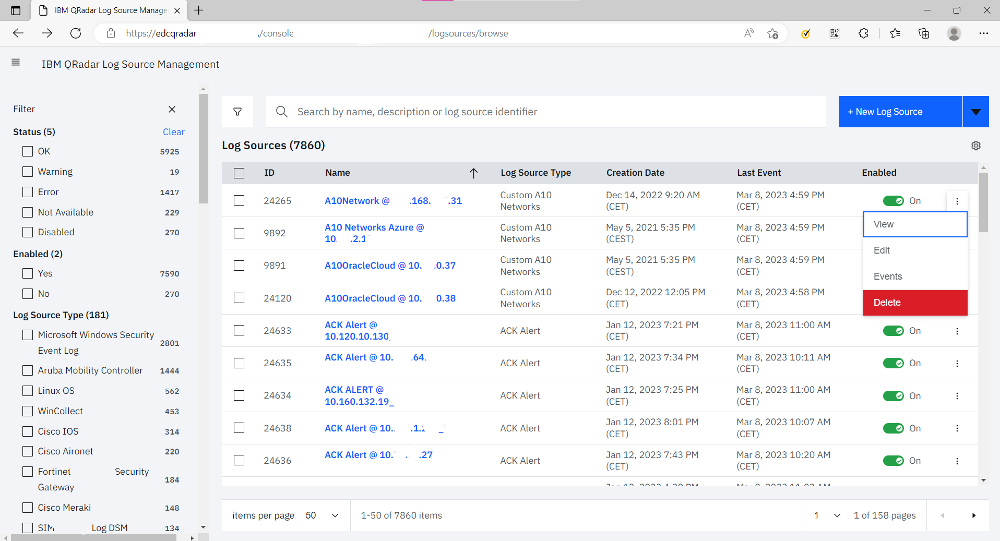 IBM QRadar Log Source Manage
https://edcqradar /console /logsources/browse
IBM QRadar Log Source Management
Filter
Status (5) Clear
OK 5925
Warning 19
Error 1417
Not Available 229
Disabled 270
Enabled (2)
Yes 7590
No 270
Log Source Type (181)
Microsoft Windows Security
Event Log 2801
Aruba Mobility Controller 1444
Linux OS 562
WinCollect 453
Cisco IOS 314
Cisco Aironet 220
Fortinet Security
Gateway 184
Cisco Meraki 148
Log DSM 134
Search by name, description or log source identifier
+ New Log Source
Log Sources (7860)
ID Name Log Source Type Creation Date Last Event Enabled
24265 A10Network @ .168. .31 Custom A10 Dec 14, 2022 9:20 AM Mar 8, 2023 4:59 PM On
Networks (CET) (CET)
9892 A10 Networks Azure @ Custom A10 May 5, 2021 5:35 PM Mar 8, 2023 4:59 PM
10. .2.1 Networks (CEST) (CET)
9891 A10OracleCloud @ 10. .0.37 Custom A10 May 5, 2021 5:35 PM Mar 8, 2023 4:59 PM
Networks (CEST) (CET)
24120 A10OracleCloud @ 10. 0.38 Custom A10 Dec 12, 2022 12:05 PM Mar 8, 2023 4:58 PM
Networks (CET) (CET)
View
Edit
Events
Delete
24633 ACK Alert @ ACK Alert Jan 12, 2023 7:21 PM Mar 8, 2023 11:00 AM On
10.120.10.130 (CET) (CET)
24635 ACK Alert @ 10. .64. ACK Alert Jan 12, 2023 7:34 PM Mar 8, 2023 10:11 AM On
(CET) (CET)
24634 ACK ALERT @ ACK Alert Jan 12, 2023 7:25 PM Mar 8, 2023 11:00 AM On
10.160.132.19_ (CET) (CET)
24638 ACK Alert @ 10. .1. _ ACK Alert Jan 12, 2023 8:01 PM Mar 8, 2023 10:07 AM On
(CET) (CET)
24636 ACK Alert @ 10. . .27 ACK Alert Jan 12, 2023 7:43 PM Mar 8, 2023 10:20 AM On
(CET) (CET)
items per page 50 1-50 of 7860 items 1 1 of 158 pages